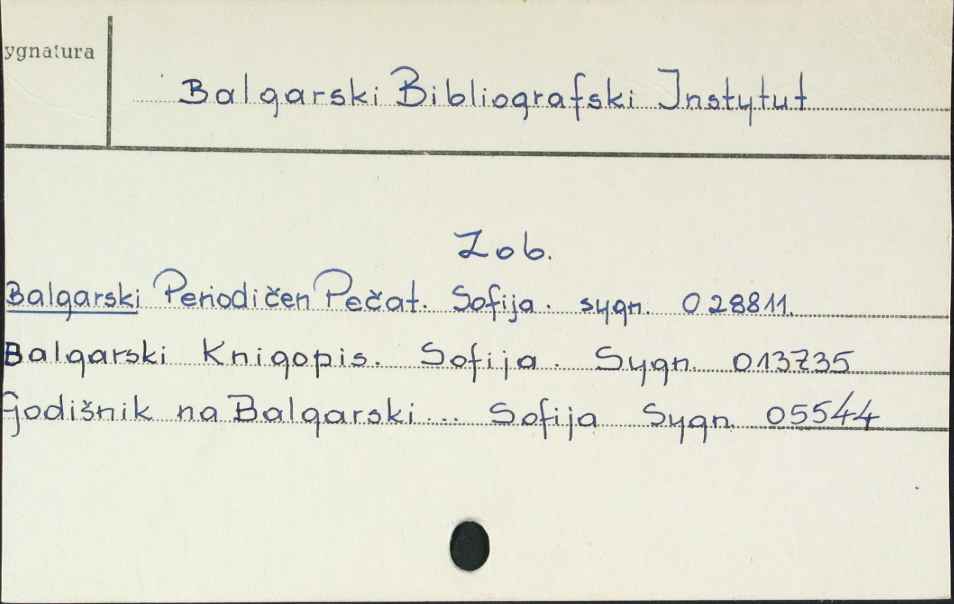 ygnatura
Balgarski Bibliografski Instytut
Zob.
Balgarski Periodičen Pečat. Sofija. sygn. 028811.
Balgarski Knigopis. Sofija. Sygn. 013735
Godišnik na Balgarski... Sofija Sygn. 05544